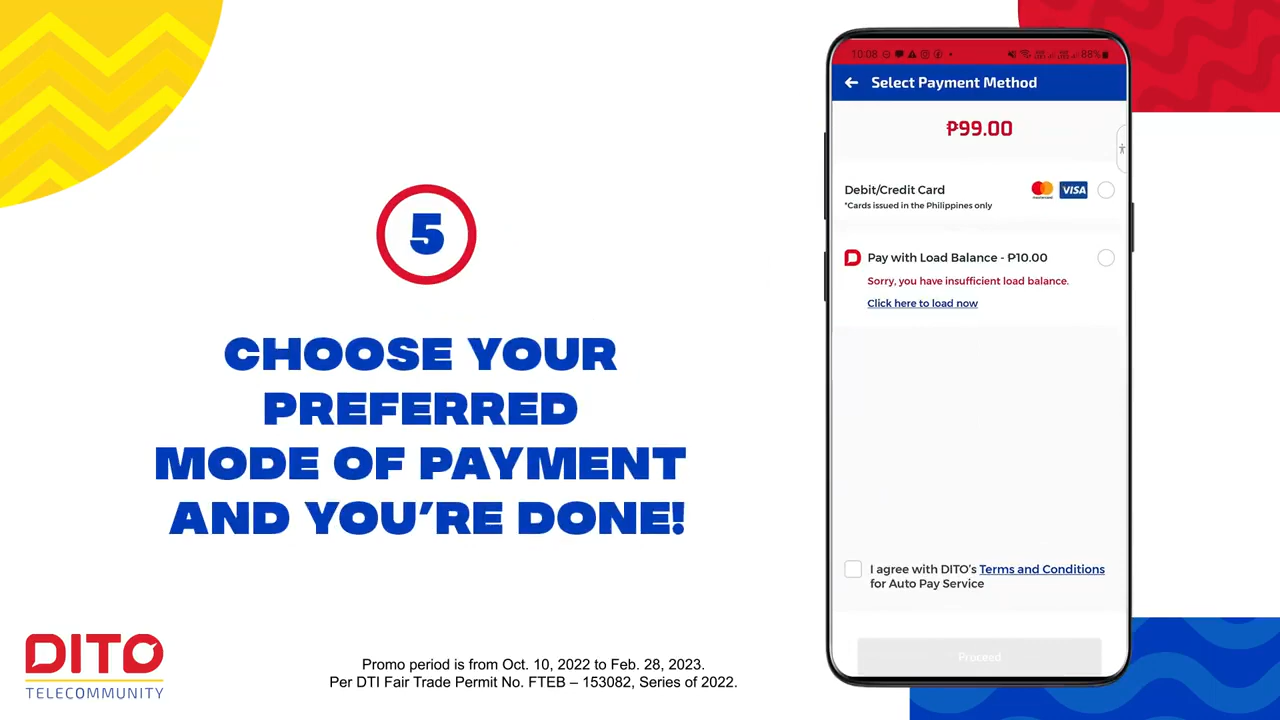 5
CHOOSE YOUR
PREFERRED
MODE OF PAYMENT
AND YOU'RE DONE!
DITO
TELECOMMUNITY
Promo period is from Oct. 10, 2022 to Feb. 28, 2023.
Per DTI Fair Trade Permit No. FTEB – 153082, Series of 2022.
10:08
88%
Select Payment Method
₱99.00
Debit/Credit Card
VISA
*Cards issued in the Philippines only
Pay with Load Balance - P10.00
Sorry, you have insufficient load balance.
Click here to load now
I agree with DITO's Terms and Conditions
for Auto Pay Service
Proceed